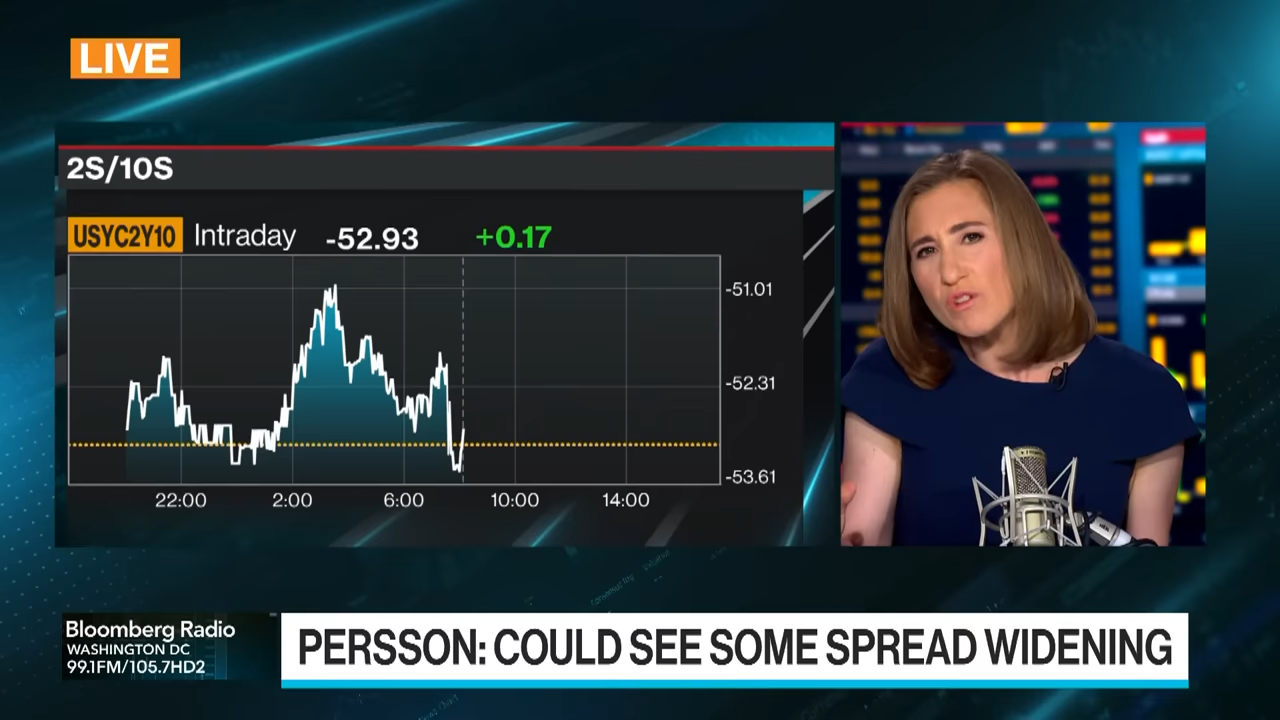 LIVE
2S/10S
USYC2Y10 Intraday -52.93 +0.17
-51.01
-52.31
-53.61
22:00 2:00 6:00 10:00 14:00
Bloomberg Radio
WASHINGTON DC
99.1FM/105.7HD2
PERSSON: COULD SEE SOME SPREAD WIDENING